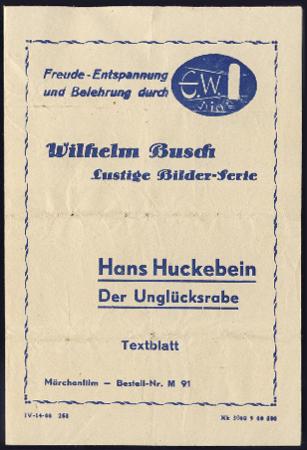 Freude-Entspannung
und Belehrung durch
C.W.
Wilhelm Busch
Lustige Bilder-Serie
Hans Huckebein
Der Unglücksrabe
Textblatt
Märchenfilm — Bestell-Nr. M 91